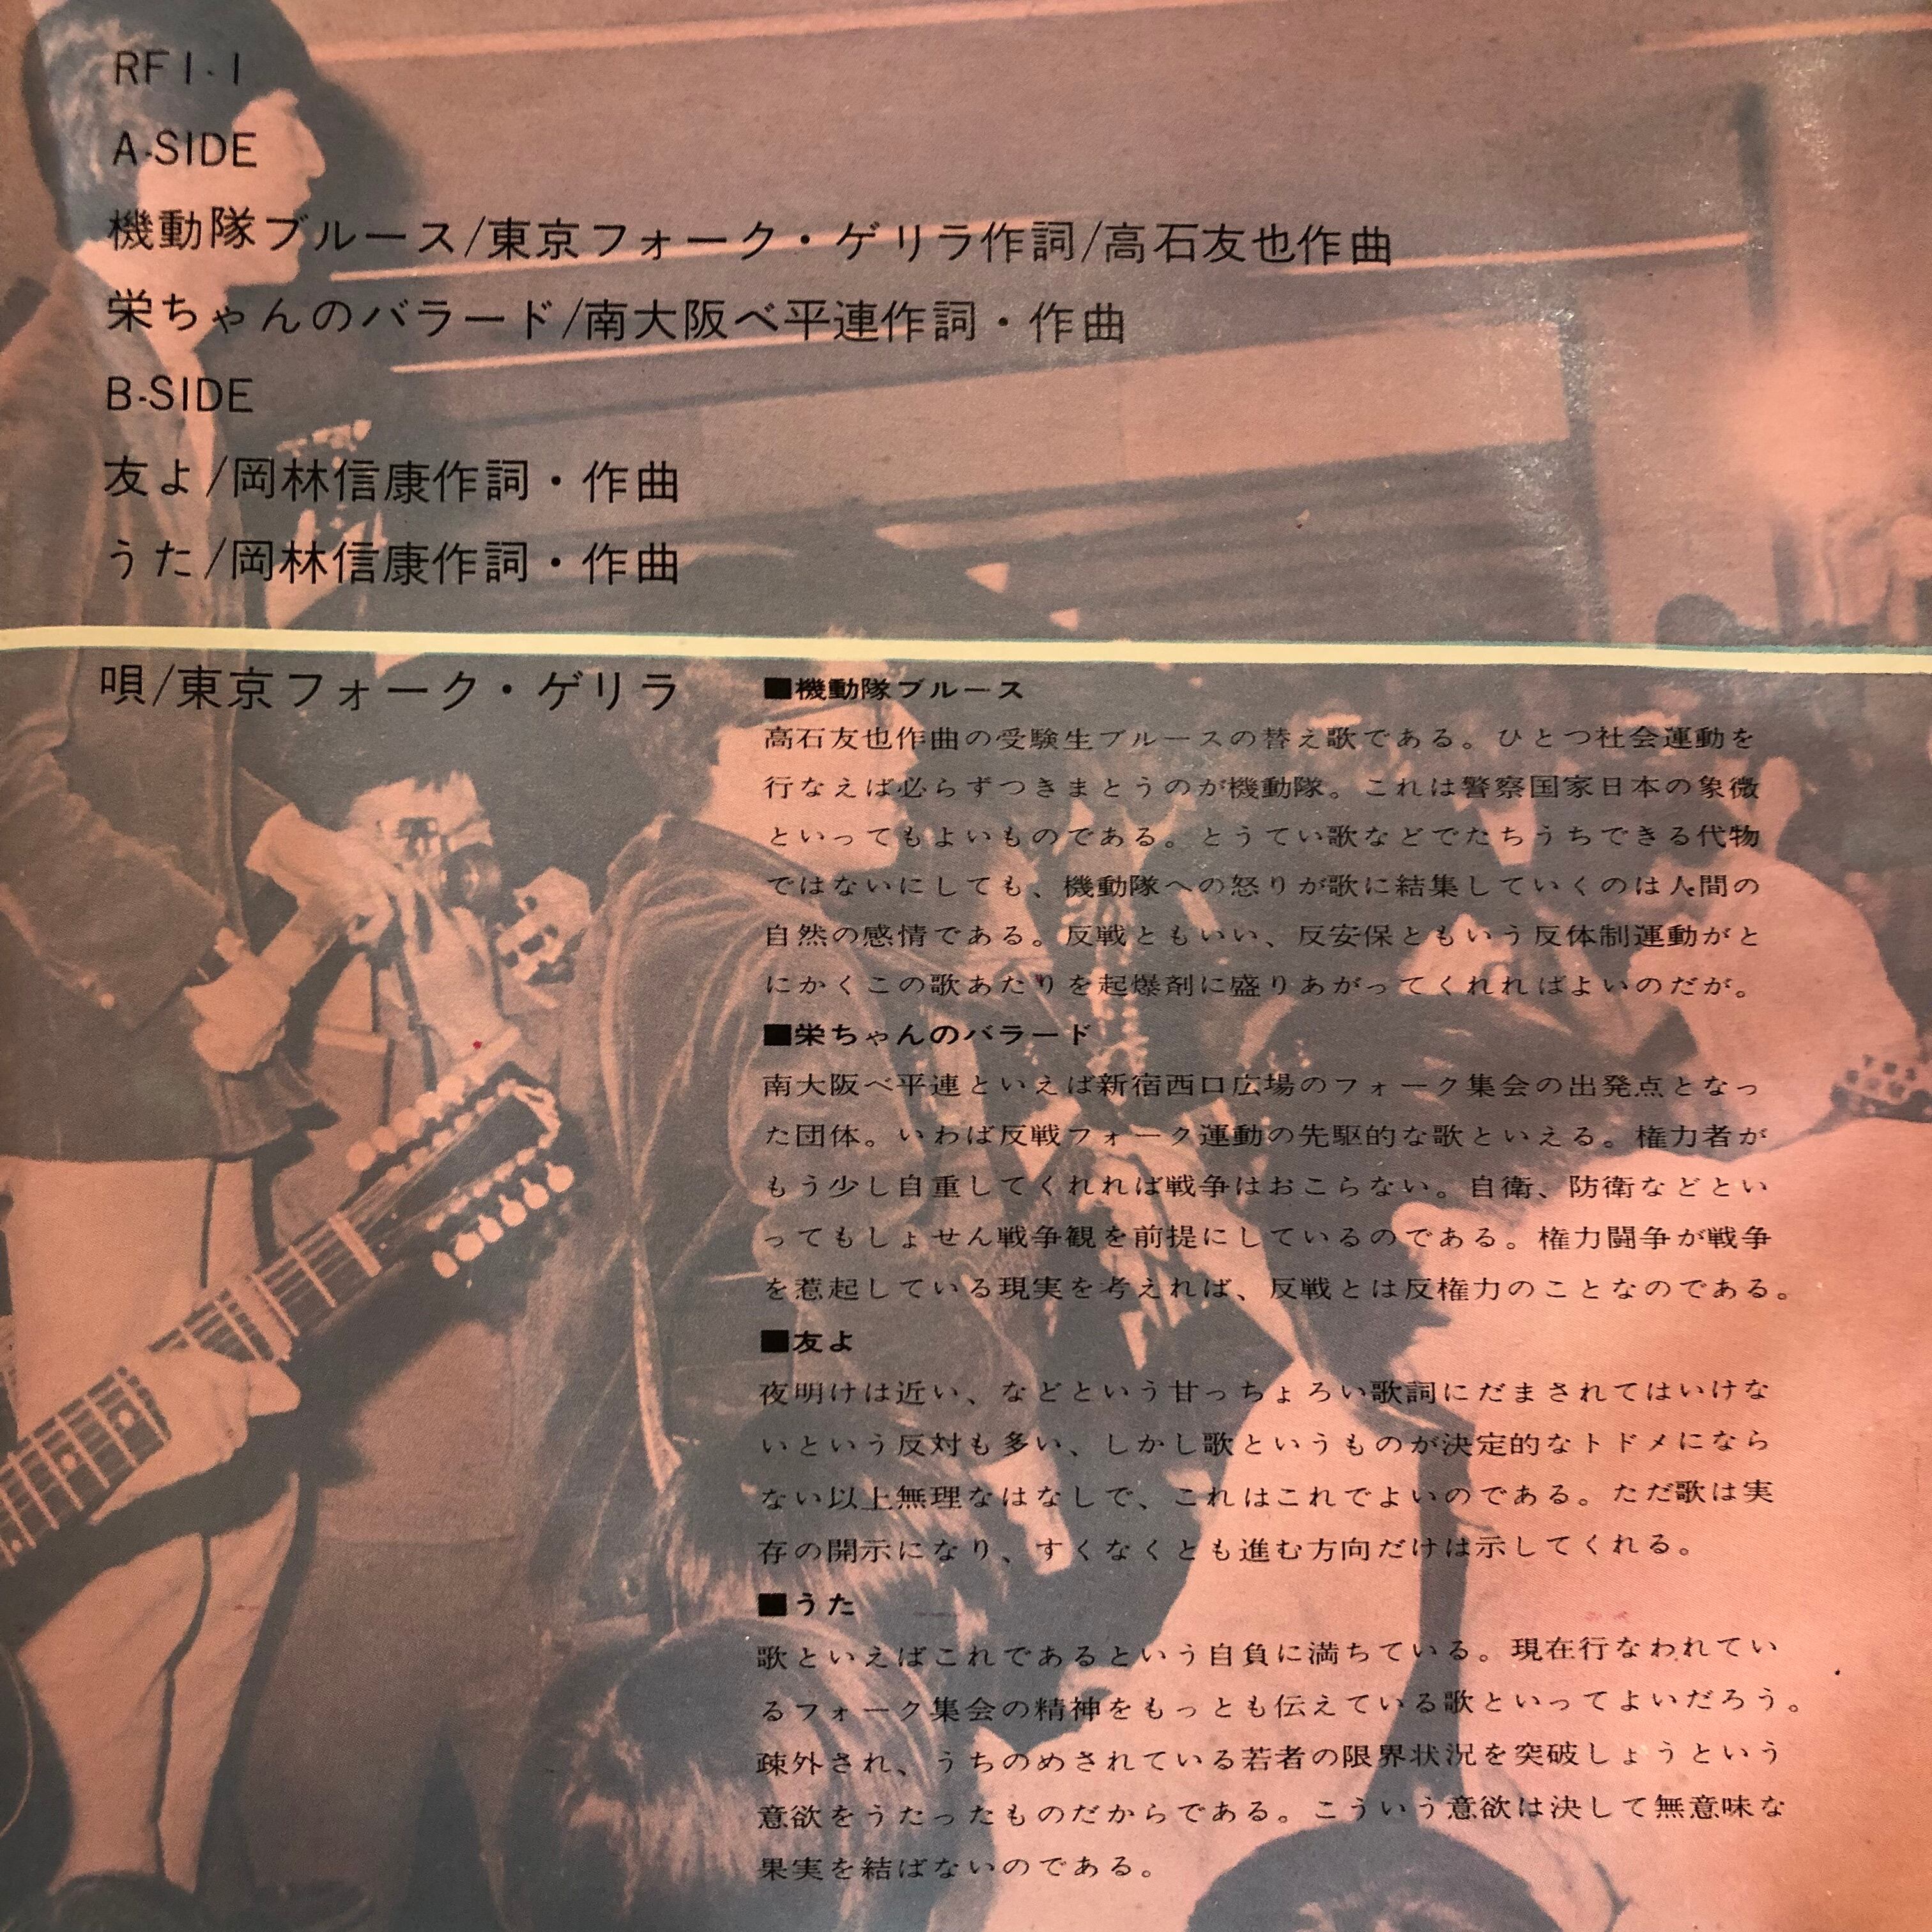 RF1・1
A-SIDE
機動隊ブルース/東京フォーク・ゲリラ作詞/高石友也作曲
栄ちゃんのバラード/南大阪ベ平連作詞・作曲
B-SIDE
友よ/岡林信康作詞・作曲
うた/岡林信康作詞・作曲
唄/東京フォーク・ゲリラ
■機動隊ブルース
高石友也作曲の受験生ブルースの替え歌である。ひとつ社会運動を
行なえば必らずつきまとうのが機動隊。これは警察国家日本の象微
といってもよいものである。とうてい歌などでたちうちできる代物
ではないにしても、機動隊への怒りが歌に結集していくのは人間の
自然の感情である。反戦ともいい、反安保ともいう反体制運動がと
にかくこの歌あたりを起爆剤に盛りあがってくれればよいのだが。
■栄ちゃんのバラード
南大阪ベ平連といえば新宿西口広場のフォーク集会の出発点となっ
た団体。いわば反戦フォーク運動の先駆的な歌といえる。権力者が
もう少し自重してくれれば戦争はおこらない。自衛、防衛などとい
ってもしょせん戦争観を前提にしているのである。権力闘争が戦争
を惹起している現実を考えれば、反戦とは反権力のことなのである。
■友よ
夜明けは近い、などという甘っちょろい歌詞にだまされてはいけな
いという反対も多い、しかし歌というものが決定的なトドメになら
ない以上無理なはなしで、これはこれでよいのである。ただ歌は実
存の開示になり、すくなくとも進む方向だけは示してくれる。
■うた
歌といえばこれであるという自負に満ちている。現在行なわれてい
るフォーク集会の精神をもっとも伝えている歌といってよいだろう。
疎外され、うちのめされている若者の限界状況を突破しょうという
意欲をうたったものだからである。こういう意欲は決して無意味な
果実を結ばないのである。